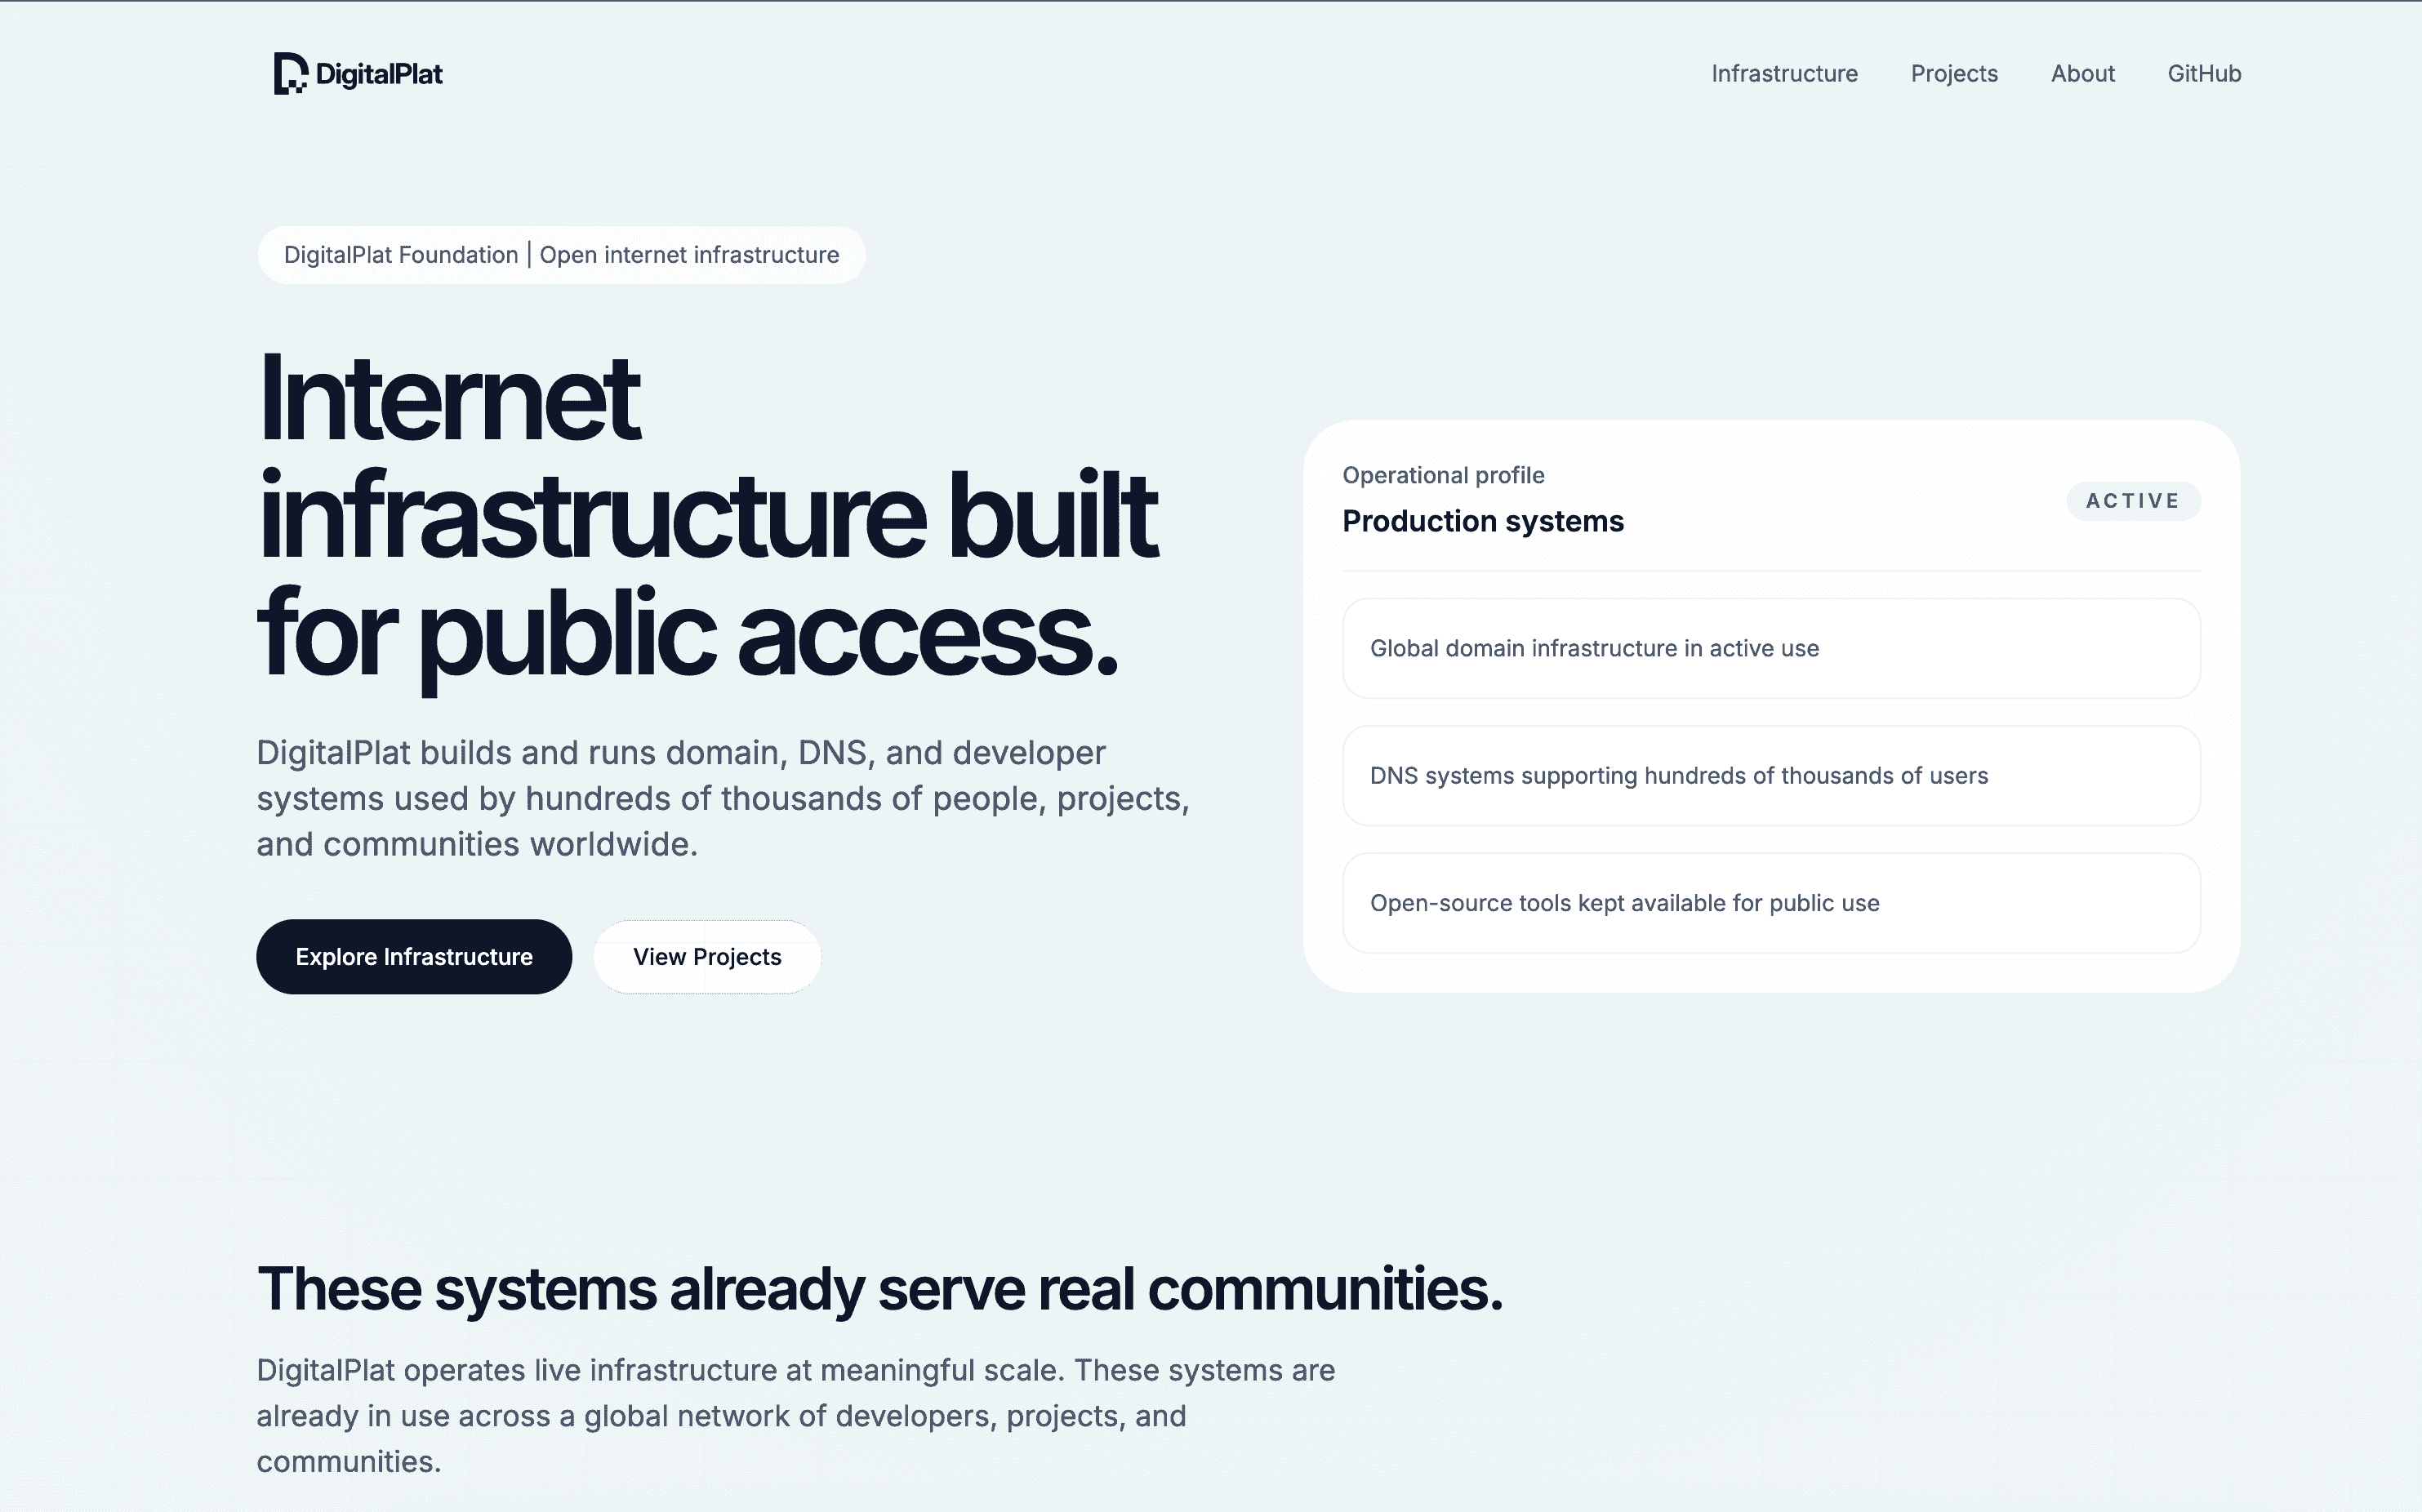 DigitalPlat
Infrastructure
Projects
About
GitHub
DigitalPlat Foundation | Open internet infrastructure
Internet
infrastructure built
for public access.
DigitalPlat builds and runs domain, DNS, and developer
systems used by hundreds of thousands of people, projects,
and communities worldwide.
Explore Infrastructure
View Projects
Operational profile
Production systems
ACTIVE
Global domain infrastructure in active use
DNS systems supporting hundreds of thousands of users
Open-source tools kept available for public use
These systems already serve real communities.
DigitalPlat operates live infrastructure at meaningful scale. These systems are
already in use across a global network of developers, projects, and
communities.